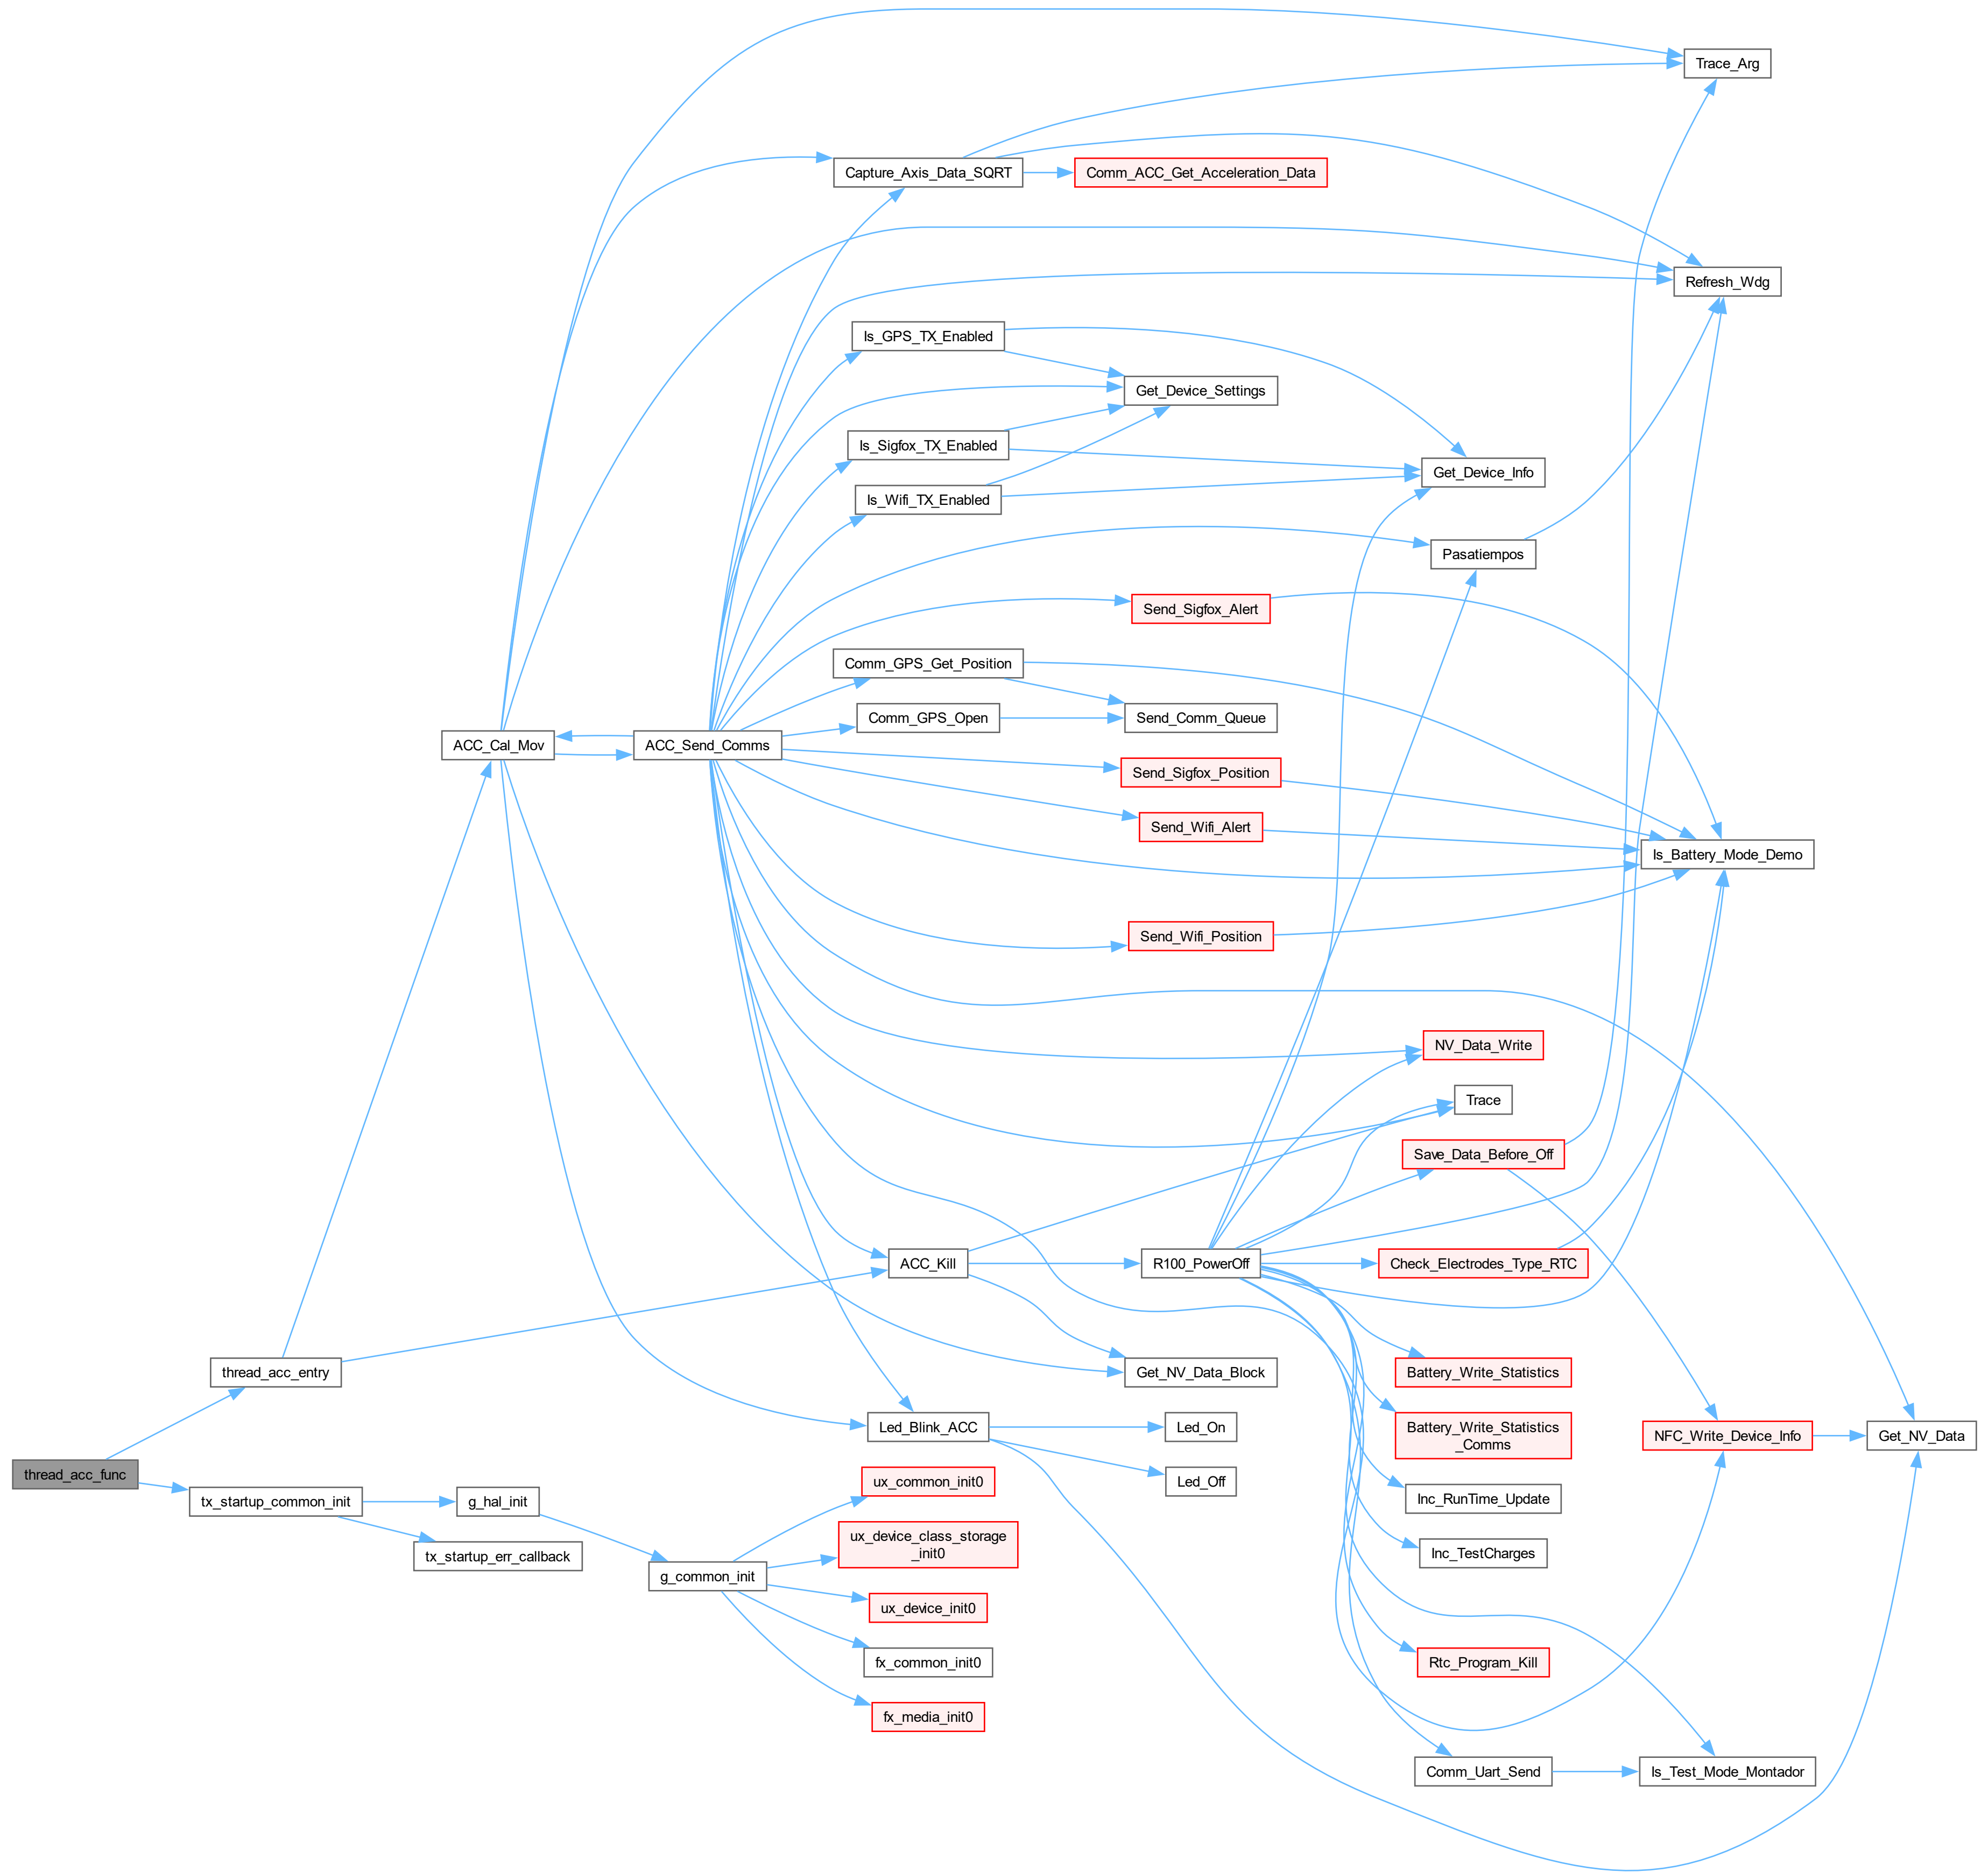 Trace_Arg
Capture_Axis_Data_SQRT
Comm_ACC_Get_Acceleration_Data
Refresh_Wdg
Is_GPS_TX_Enabled
Get_Device_Settings
Is_Sigfox_TX_Enabled
Get_Device_Info
Is_Wifi_TX_Enabled
Pasatiempos
Send_Sigfox_Alert
Comm_GPS_Get_Position
Comm_GPS_Open
Send_Comm_Queue
ACC_Cal_Mov
ACC_Send_Comms
Send_Sigfox_Position
Send_Wifi_Alert
Is_Battery_Mode_Demo
Send_Wifi_Position
NV_Data_Write
Trace
Save_Data_Before_Off
ACC_Kill
R100_PowerOff
Check_Electrodes_Type_RTC
thread_acc_entry
Get_NV_Data_Block
Battery_Write_Statistics
Led_Blink_ACC
Led_On
Battery_Write_Statistics
_Comms
NFC_Write_Device_Info
Get_NV_Data
thread_acc_func
ux_common_init0
Led_Off
tx_startup_common_init
g_hal_init
Inc_RunTime_Update
ux_device_class_storage
_init0
tx_startup_err_callback
Inc_TestCharges
g_common_init
ux_device_init0
fx_common_init0
Rtc_Program_Kill
fx_media_init0
Comm_Uart_Send
Is_Test_Mode_Montador